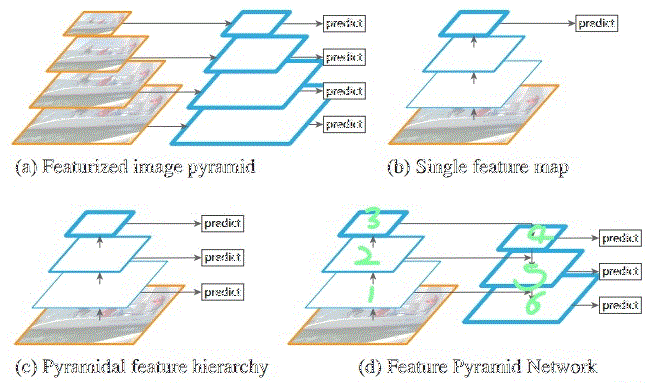 predict
predict
predict
predict
predict
(a) Featurized image pyramid
(b) Single feature map
3
2
1
4
5
6
predict
predict
predict
predict
predict
predict
(c) Pyramidal feature hierarchy
(d) Feature Pyramid Network